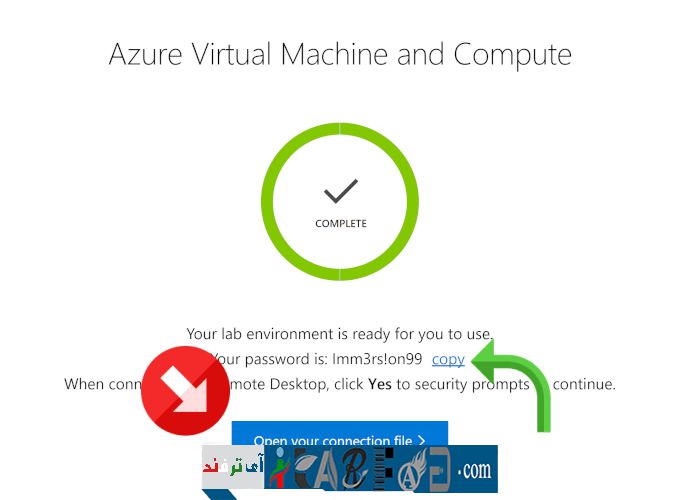 Azure Virtual Machine and Compute
COMPLETE
Your lab environment is ready for you to use.
Your password is: Imm3rs!on99 copy
When conn mote Desktop, click Yes to security prompts continue.
Open your connection file
آی ترفند
.com